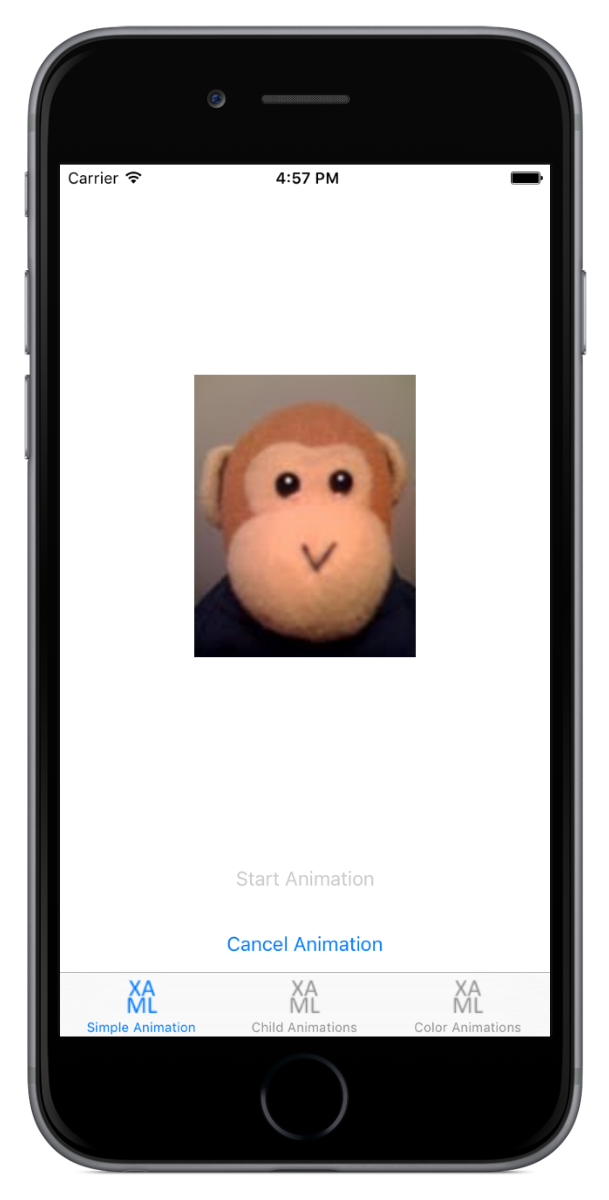 Carrier
4:57 PM
Start Animation
Cancel Animation
XA
ML
Simple Animation
XA
ML
Child Animations
XA
ML
Color Animations